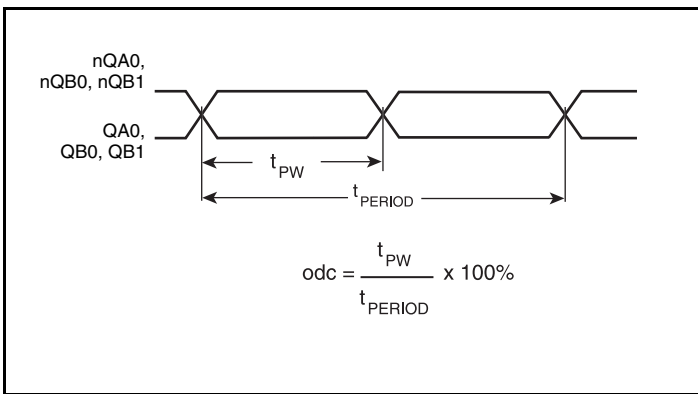 nQA0,
nQB0, nQB1
QA0,
QB0, QB1
tPW
tPERIOD
odc = tPW / tPERIOD x 100%